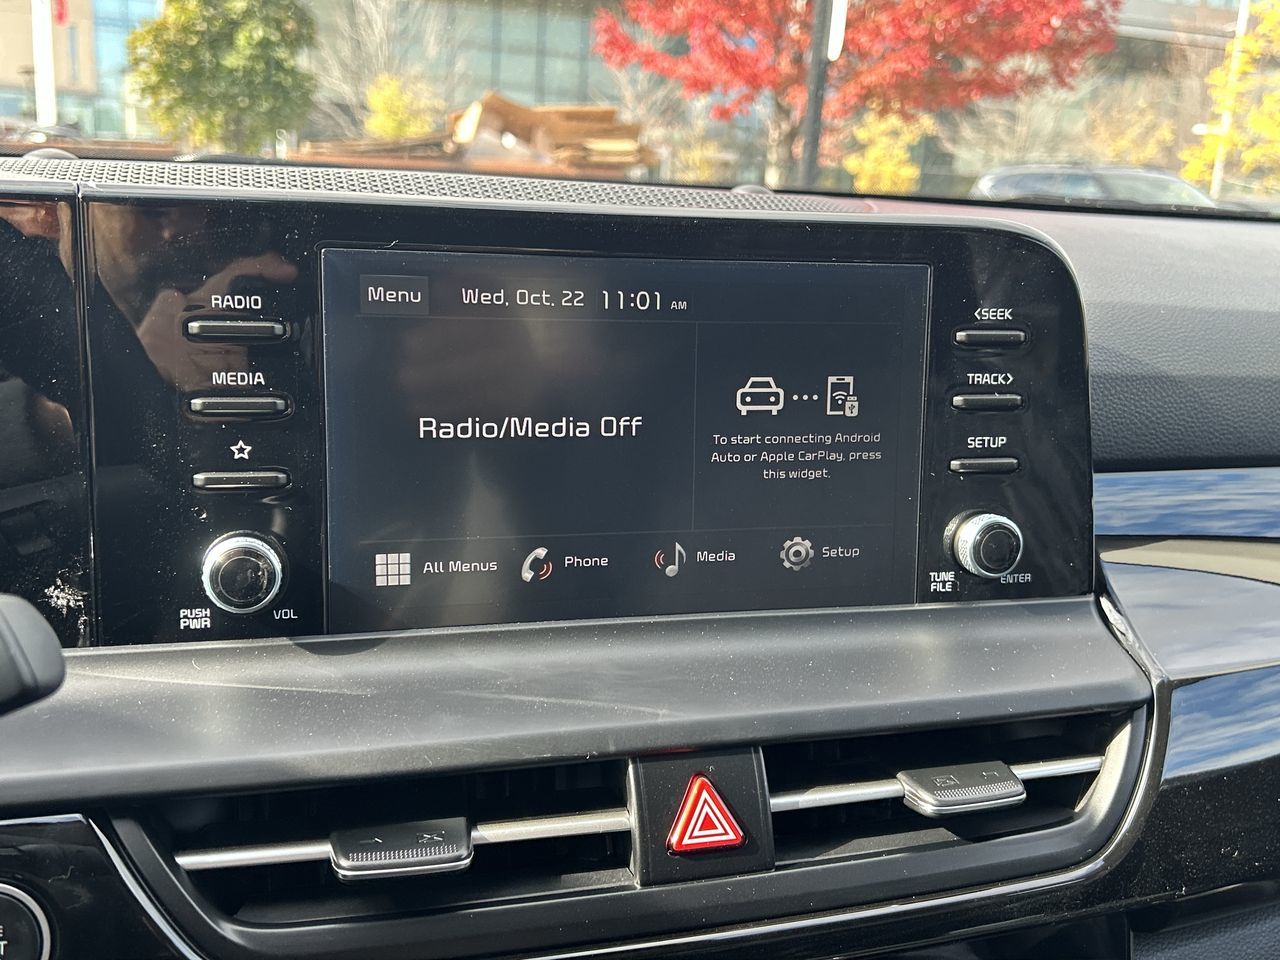 RADIO
MEDIA
PUSH
PWR
VOL
Menu
Wed, Oct. 22 11:01 AM
Radio/Media Off
To start connecting Android
Auto or Apple CarPlay, press
this widget.
All Menus
Phone
Media
Setup
<SEEK
TRACK>
SETUP
TUNE
FILE
ENTER